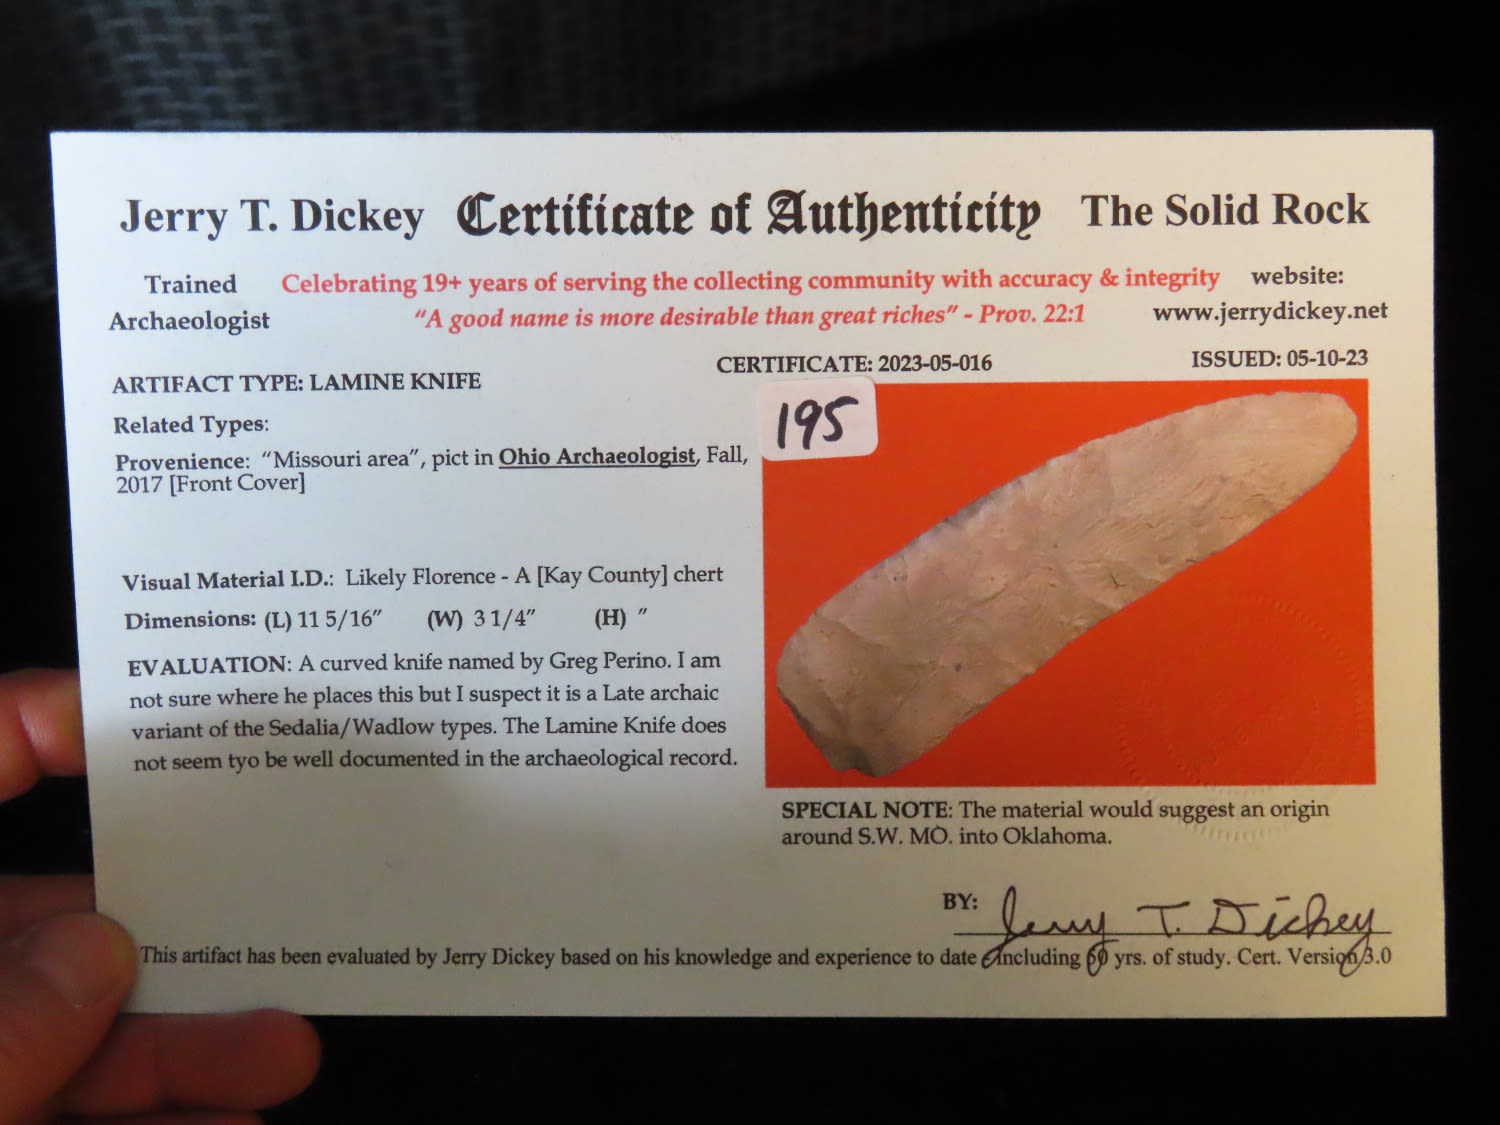 Jerry T. Dickey Certificate of Authenticity The Solid Rock
Trained Celebrating 19+ years of serving the collecting community with accuracy & integrity website:
Archaeologist "A good name is more desirable than great riches" - Prov. 22:1 www.jerrydickey.net
CERTIFICATE: 2023-05-016 ISSUED: 05-10-23
ARTIFACT TYPE: LAMINE KNIFE
195
Related Types:
Provenience: "Missouri area", pict in Ohio Archaeologist, Fall,
2017 [Front Cover]
Visual Material I.D.: Likely Florence - A [Kay County] chert
Dimensions: (L) 11 5/16" (W) 3 1/4" (H) "
EVALUATION: A curved knife named by Greg Perino. I am
not sure where he places this but I suspect it is a Late archaic
variant of the Sedalia/Wadlow types. The Lamine Knife does
not seem tyo be well documented in the archaeological record.
SPECIAL NOTE: The material would suggest an origin
around S.W. MO. into Oklahoma.
BY: Jerry T. Dickey
This artifact has been evaluated by Jerry Dickey based on his knowledge and experience to date including 60 yrs. of study. Cert. Version 3.0